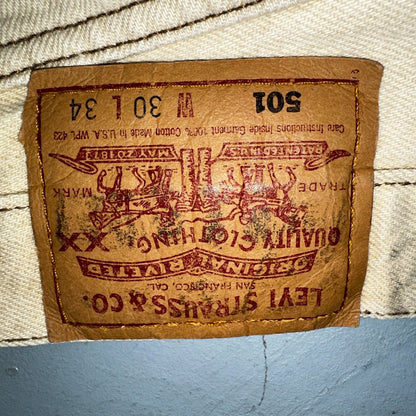 LEVI STRAUSS & CO.
SAN FRANCISCO, CAL.
ORIGINAL RIVETED
QUALITY CLOTHING XX
TRADE MARK
PATENTED IN U.S. MAY 20 1873
Care Instructions Inside Garment 100% Cotton Made in U.S.A. WPL 423
501 W 30 L 34